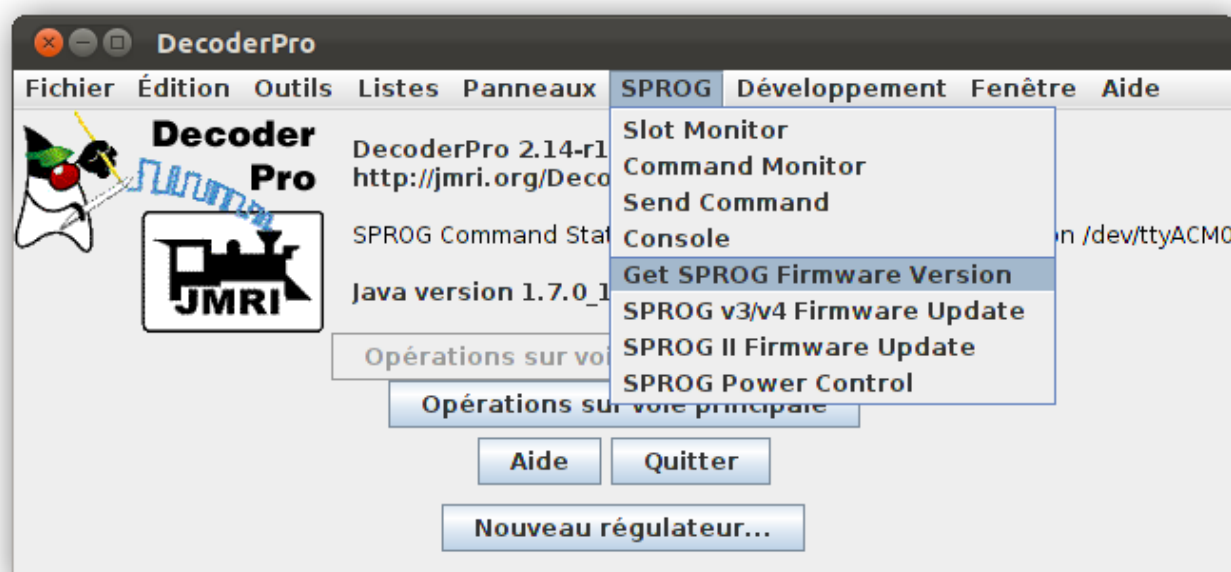 DecoderPro
Fichier Édition Outils Listes Panneaux SPROG Développement Fenêtre Aide
Decoder
Pro
JMRI
DecoderPro 2.14-r1
http://jmri.org/Deco
SPROG Command Stat
n /dev/ttyACM0
Java version 1.7.0_1
Slot Monitor
Command Monitor
Send Command
Console
Get SPROG Firmware Version
SPROG v3/v4 Firmware Update
SPROG II Firmware Update
SPROG Power Control
Opérations sur voi
Opérations sur voie principale
Aide
Quitter
Nouveau régulateur...